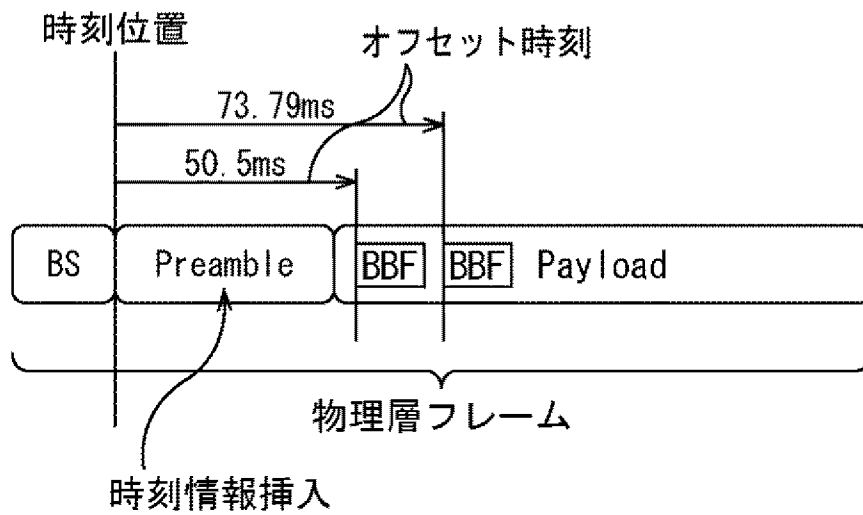 時刻位置
オフセット時刻
73.79ms
50.5ms
BS Preamble BBF BBF Payload
物理層フレーム
時刻情報挿入